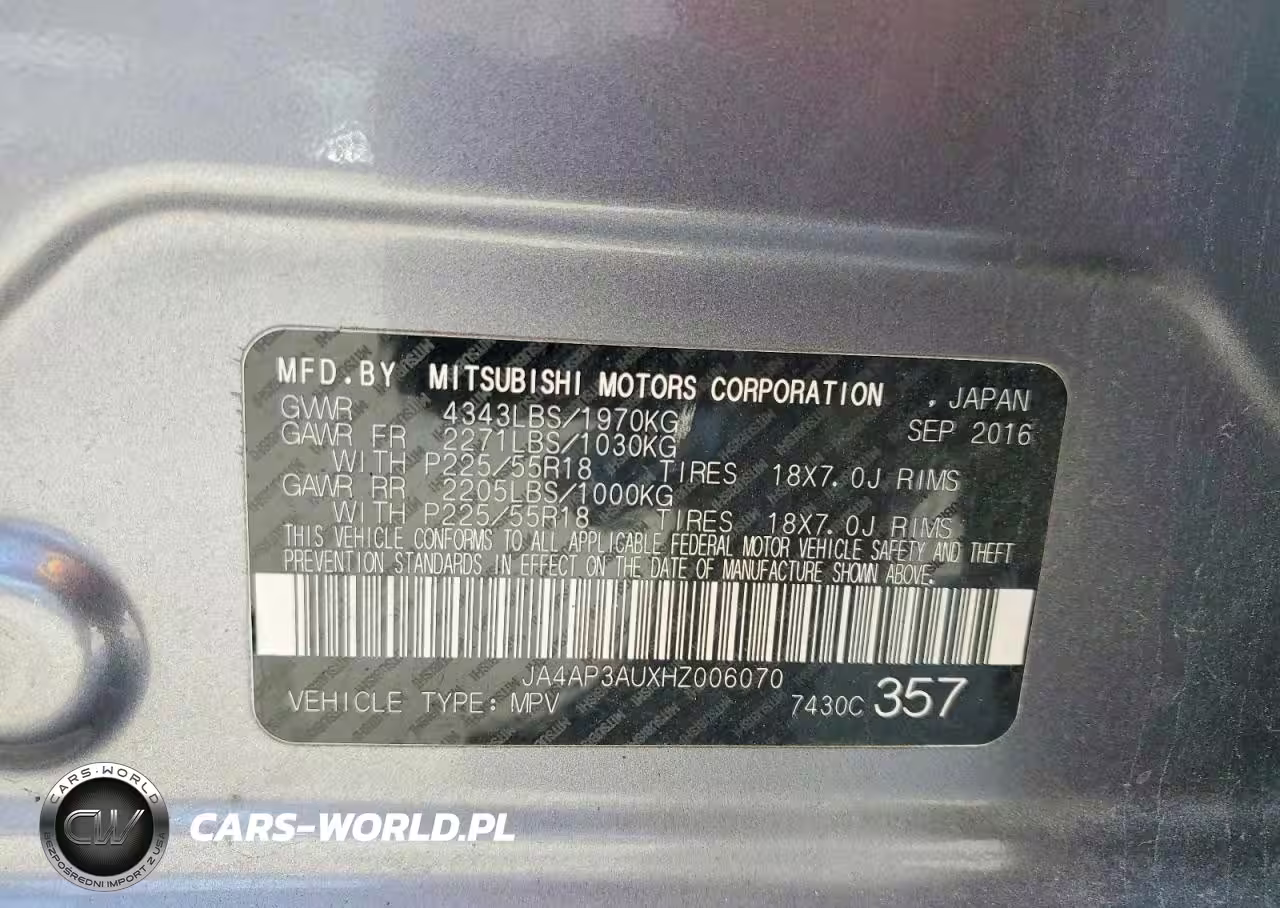 MFD.BY MITSUBISHI MOTORS CORPORATION , JAPAN
GVWR 4343LBS/1970KG SEP 2016
GAWR FR 2271LBS/1030KG
WITH P225/55R18 TIRES 18X7.0J RIMS
GAWR RR 2205LBS/1000KG
WITH P225/55R18 TIRES 18X7.0J RIMS
THIS VEHICLE CONFORMS TO ALL APPLICABLE FEDERAL MOTOR VEHICLE SAFETY AND THEFT
PREVENTION STANDARDS IN EFFECT ON THE DATE OF MANUFACTURE SHOWN ABOVE.
JA4AP3AUXHZ006070
VEHICLE TYPE: MPV 7430C 357
CARS-WORLD
CW
BEZPOŚREDNI IMPORT Z USA
CARS-WORLD.PL